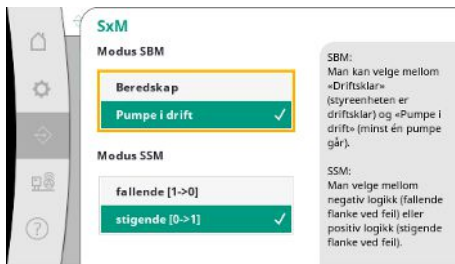 SxM
Modus SBM
Beredskap
Pumpe i drift
Modus SSM
fallende [1->0]
stigende [0->1]
SBM:
Man kan velge mellom
«Driftsklar»
(styreenheten er
driftsklar) og «Pumpe i
drift» (minst én pumpe
går).
SSM:
Man velge mellom
negativ logikk (fallende
flanke ved feil) eller
positiv logikk (stigende
flanke ved feil).